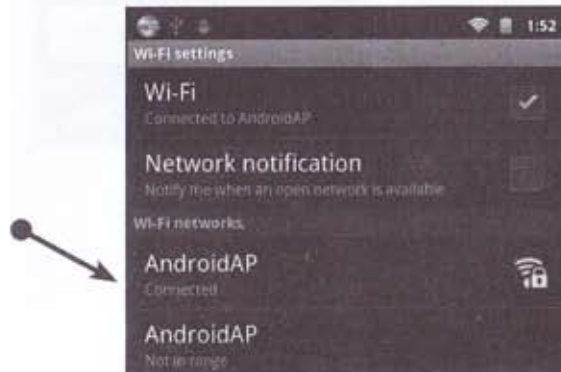 1:52
Wi-Fi settings
Wi-Fi
Connected to AndroidAP
Network notification
Notify me when an open network is available
Wi-Fi networks
AndroidAP
Connected
AndroidAP
Not in range